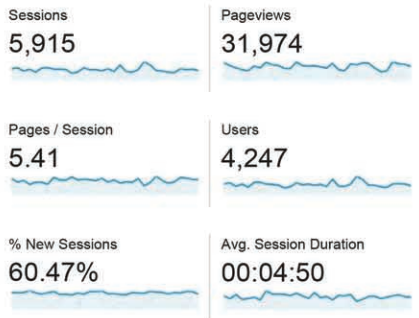 Sessions
5,915
Pageviews
31,974
Pages / Session
5.41
Users
4,247
% New Sessions
60.47%
Avg. Session Duration
00:04:50